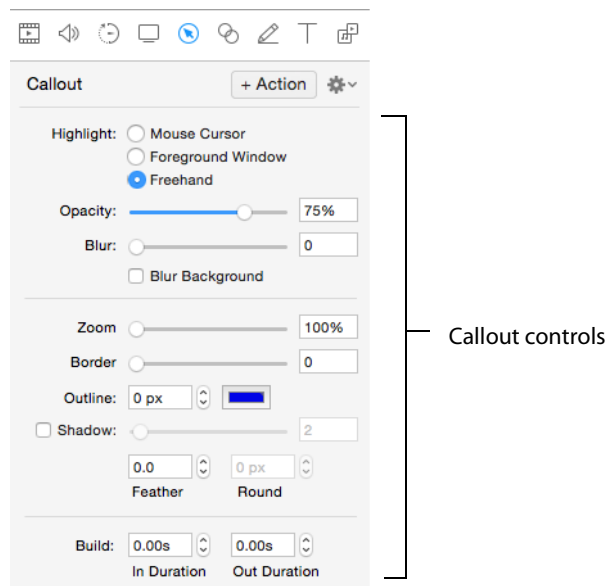 Callout + Action
Highlight: Mouse Cursor
Foreground Window
Freehand
Opacity: 75%
Blur: 0
Blur Background
Zoom 100%
Border 0
Outline: 0 px
Shadow: 2
0.0 0 px
Feather Round
Build: 0.00s 0.00s
In Duration Out Duration
Callout controls